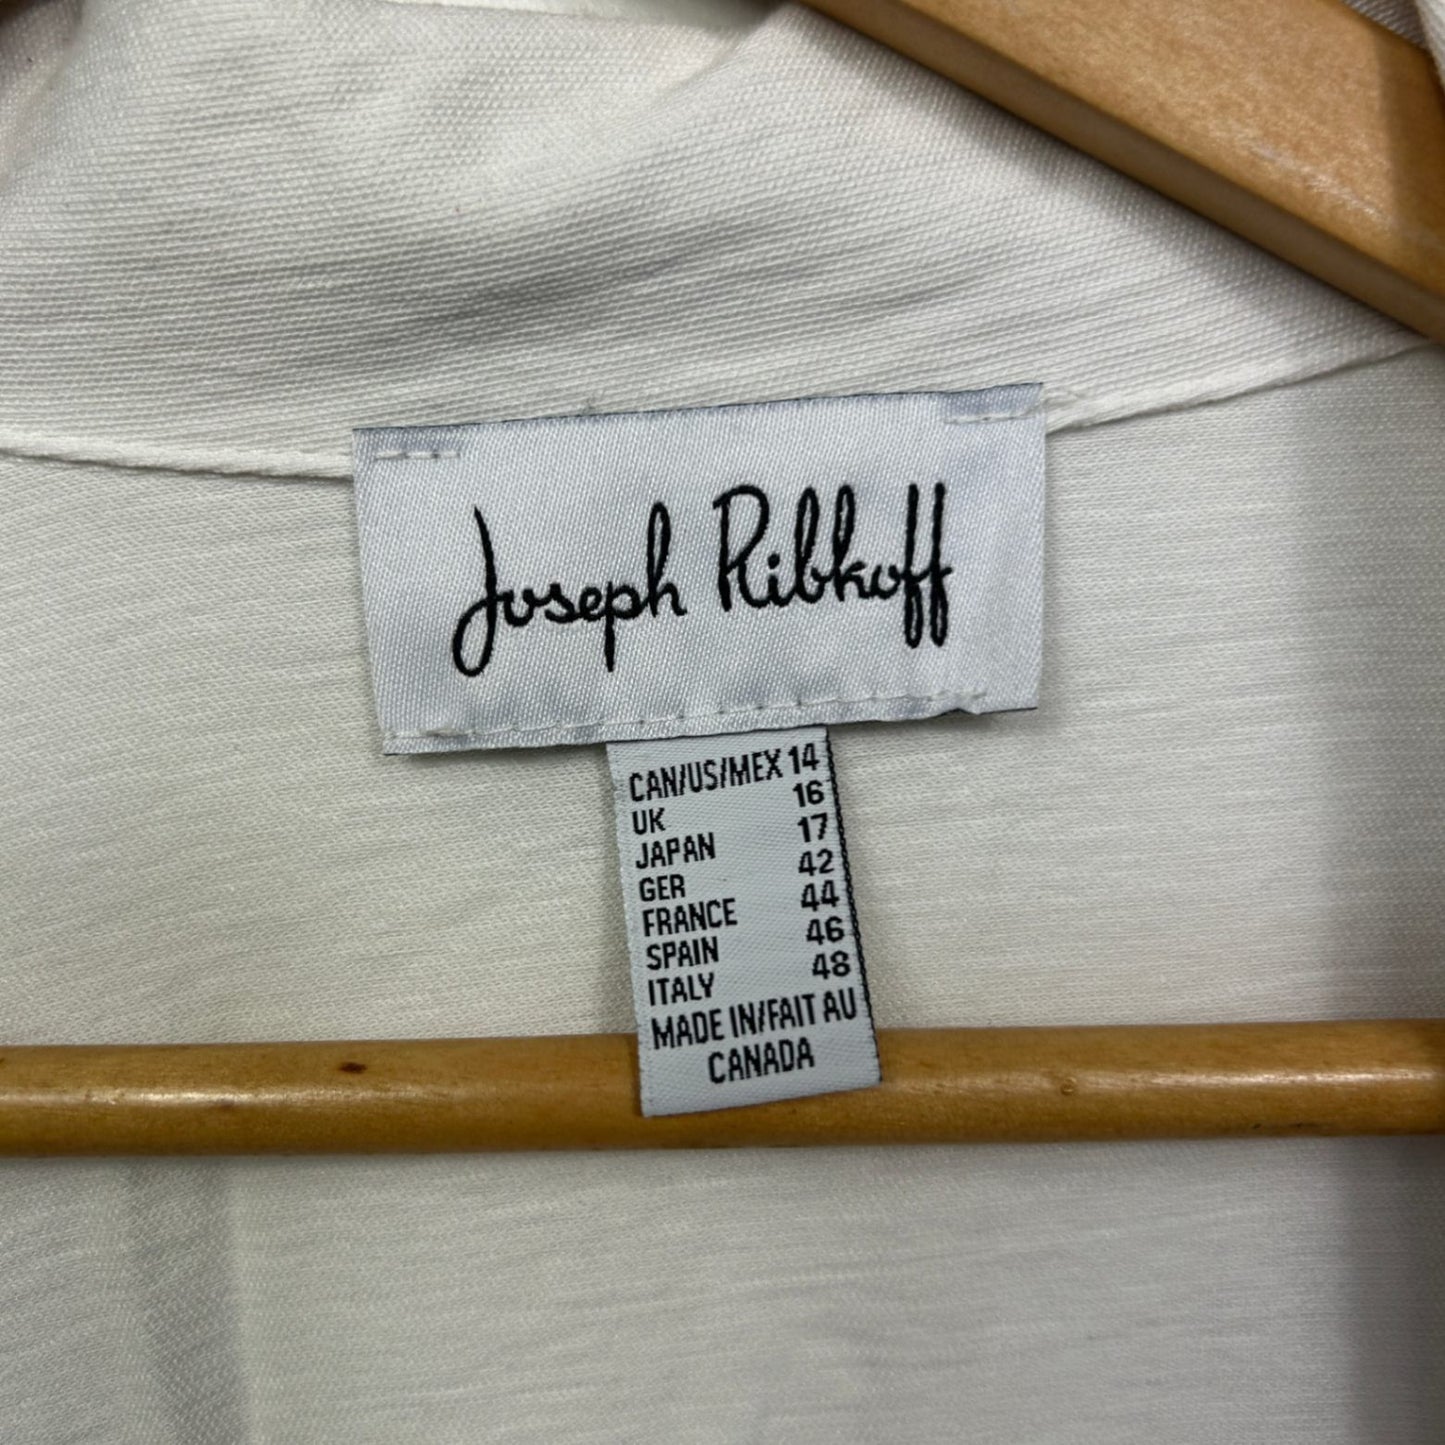 Joseph Ribkoff
CAN/US/MEX 14
UK 16
JAPAN 17
GER 42
FRANCE 44
SPAIN 46
ITALY 48
MADE IN/FAIT AU
CANADA